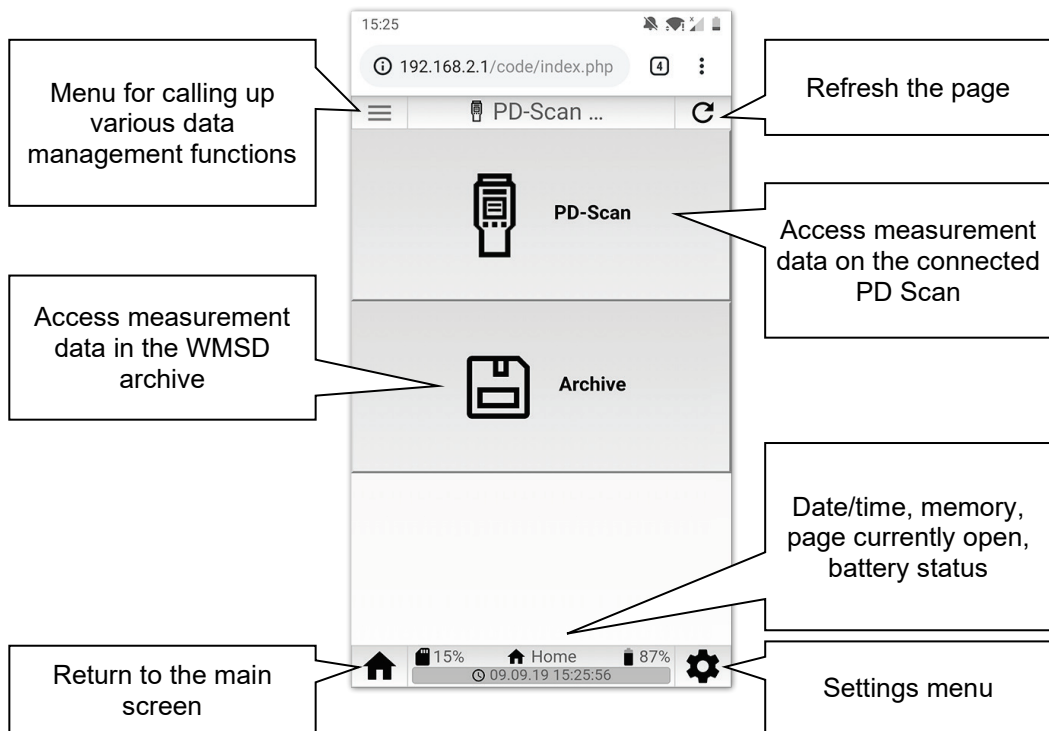 15:25
192.168.2.1/code/index.php
4
PD-Scan ...
Menu for calling up
various data
management functions
Refresh the page
PD-Scan
Access measurement
data on the connected
PD Scan
Access measurement
data in the WMSD
archive
Archive
Date/time, memory,
page currently open,
battery status
Return to the main
screen
15% Home 87%
09.09.19 15:25:56
Settings menu